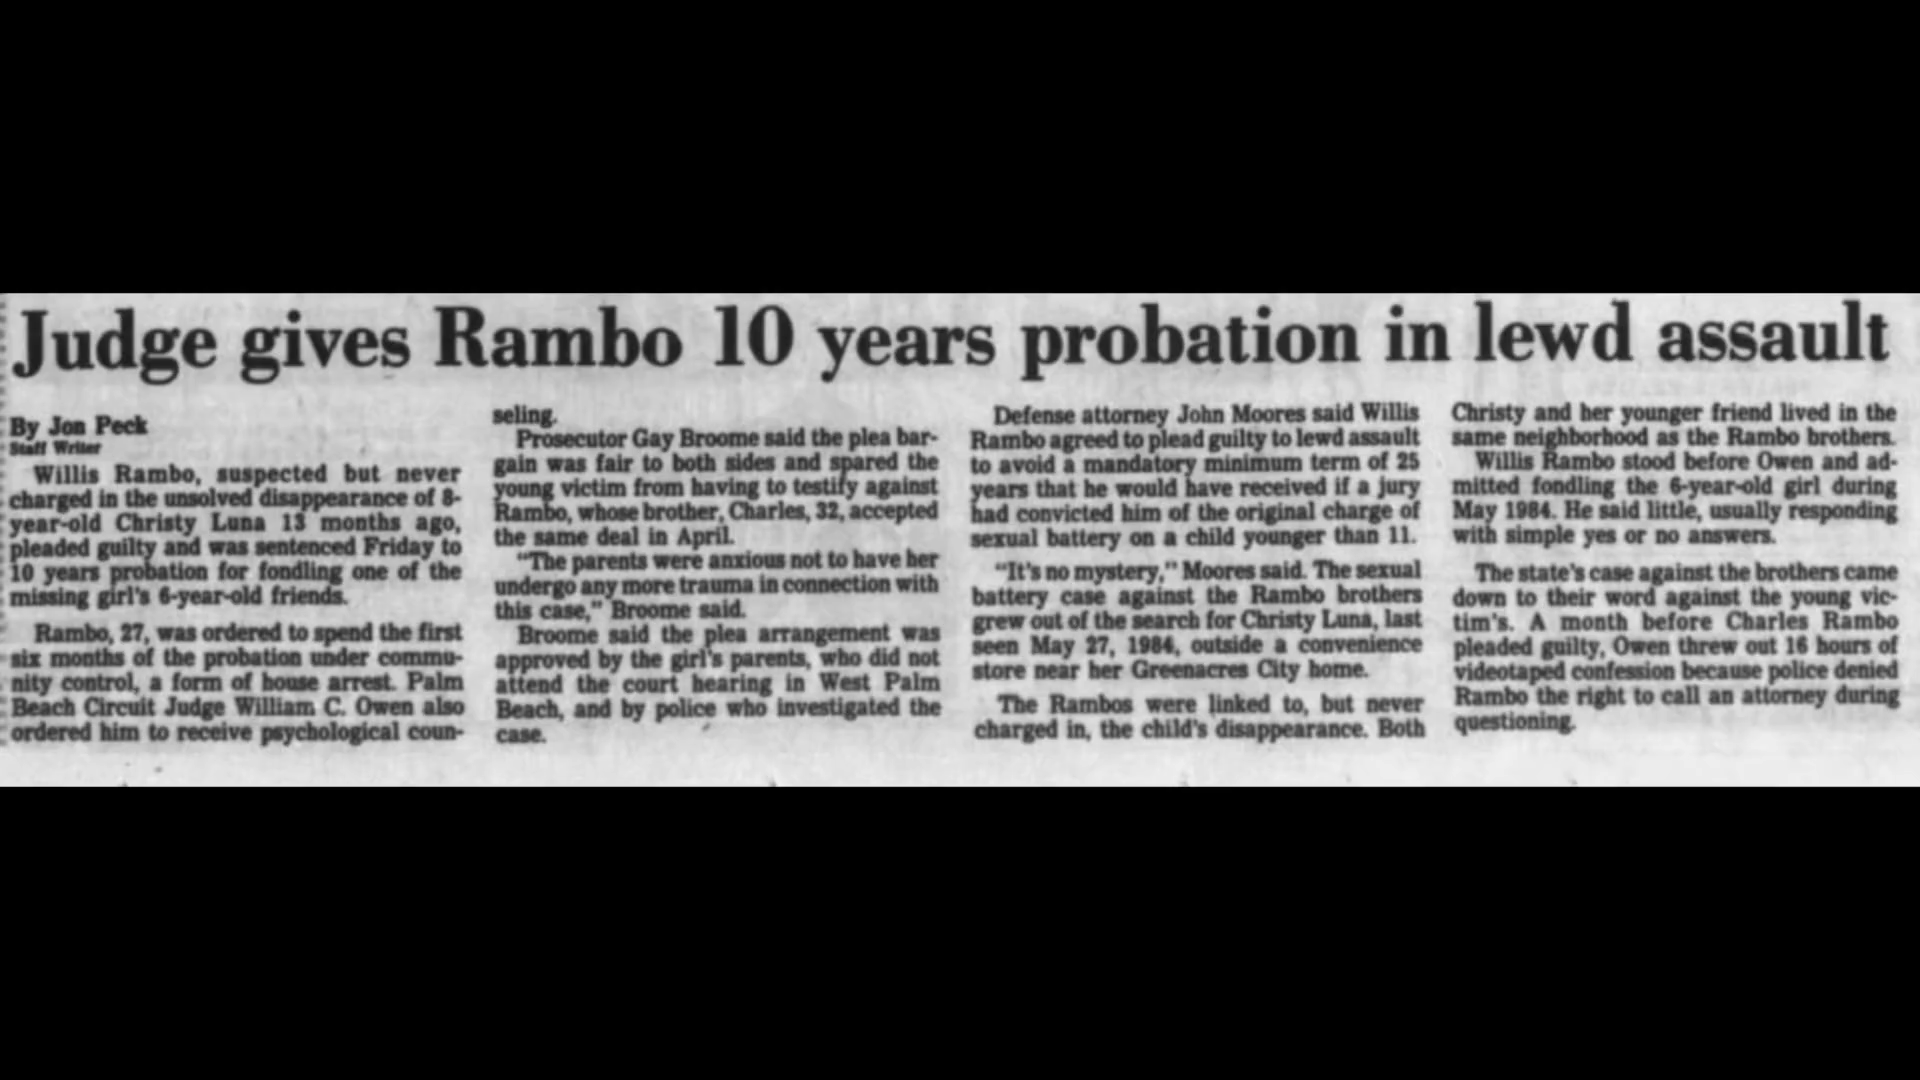 Judge gives Rambo 10 years probation in lewd assault
By Jon Peck
Staff Writer
Willis Rambo, suspected but never
charged in the unsolved disappearance of 8-
year-old Christy Luna 13 months ago,
pleaded guilty and was sentenced Friday to
10 years probation for fondling one of the
missing girl's 6-year-old friends.
Rambo, 27, was ordered to spend the first
six months of the probation under commu-
nity control, a form of house arrest. Palm
Beach Circuit Judge William C. Owen also
ordered him to receive psychological coun-
seling.
Prosecutor Gay Broome said the plea bar-
gain was fair to both sides and spared the
young victim from having to testify against
Rambo, whose brother, Charles, 32, accepted
the same deal in April.
"The parents were anxious not to have her
undergo any more trauma in connection with
this case," Broome said.
Broome said the plea arrangement was
approved by the girl's parents, who did not
attend the court hearing in West Palm
Beach, and by police who investigated the
case.
Defense attorney John Moores said Willis
Rambo agreed to plead guilty to lewd assault
to avoid a mandatory minimum term of 25
years that he would have received if a jury
had convicted him of the original charge of
sexual battery on a child younger than 11.
"It's no mystery," Moores said. The sexual
battery case against the Rambo brothers
grew out of the search for Christy Luna, last
seen May 27, 1984, outside a convenience
store near her Greenacres City home.
The Rambos were linked to, but never
charged in, the child's disappearance. Both
Christy and her younger friend lived in the
same neighborhood as the Rambo brothers.
Willis Rambo stood before Owen and ad-
mitted fondling the 6-year-old girl during
May 1984. He said little, usually responding
with simple yes or no answers.
The state's case against the brothers came
down to their word against the young vic-
tim's. A month before Charles Rambo
pleaded guilty, Owen threw out 16 hours of
videotaped confession because police denied
Rambo the right to call an attorney during
questioning.